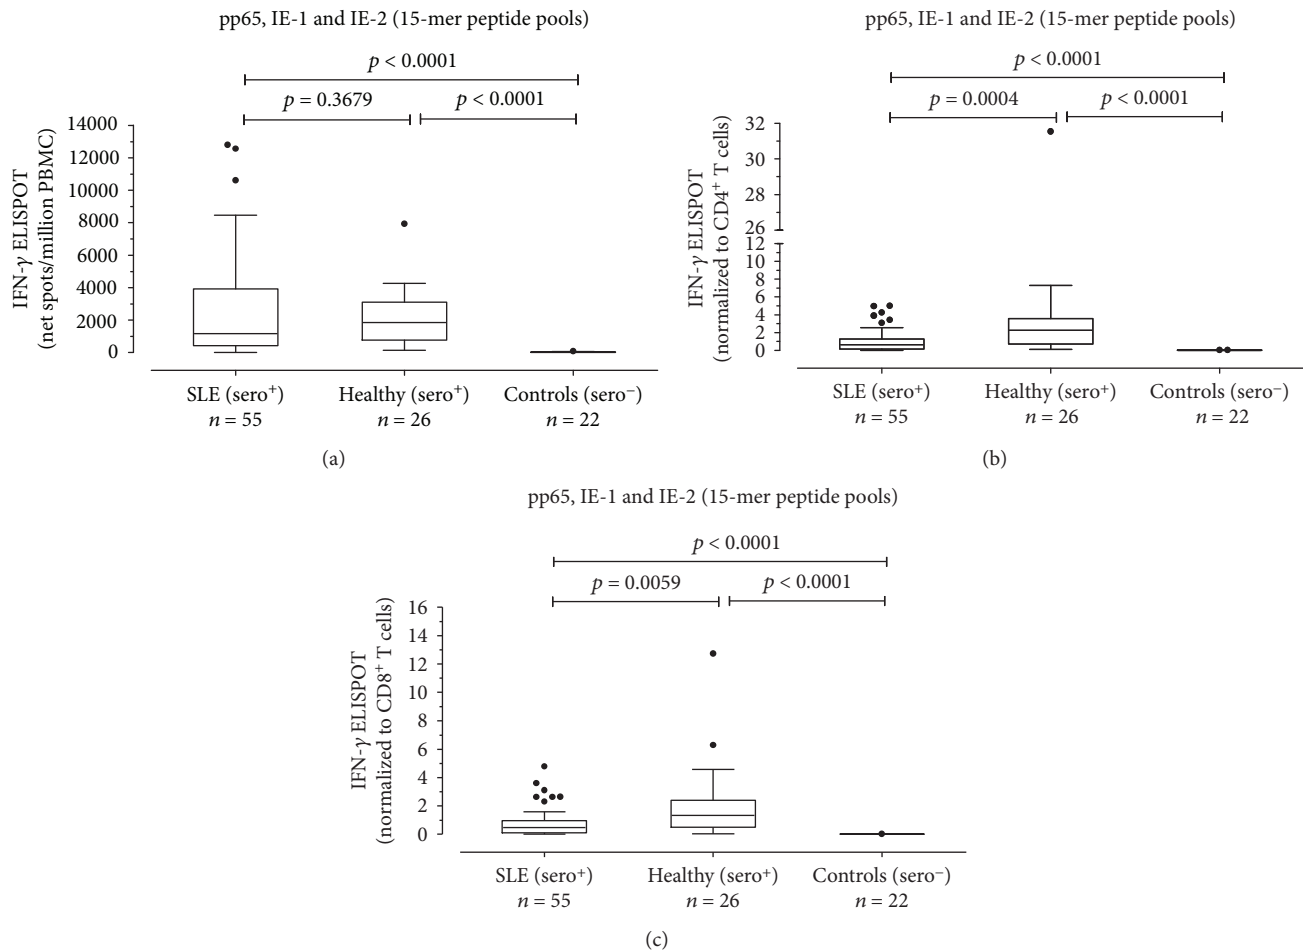 pp65, IE-1 and IE-2 (15-mer peptide pools)
p < 0.0001
p = 0.3679
p < 0.0001
IFN-γ ELISPOT
(net spots/million PBMC)
14000
12000
10000
8000
6000
4000
2000
0
SLE (sero⁺)
n = 55
Healthy (sero⁺)
n = 26
Controls (sero⁻)
n = 22
(a)
pp65, IE-1 and IE-2 (15-mer peptide pools)
p < 0.0001
p = 0.0004
p < 0.0001
IFN-γ ELISPOT
(normalized to CD4⁺ T cells)
32
30
28
26
12
10
8
6
4
2
0
SLE (sero⁺)
n = 55
Healthy (sero⁺)
n = 26
Controls (sero⁻)
n = 22
(b)
pp65, IE-1 and IE-2 (15-mer peptide pools)
p < 0.0001
p = 0.0059
p < 0.0001
IFN-γ ELISPOT
(normalized to CD8⁺ T cells)
16
14
12
10
8
6
4
2
0
SLE (sero⁺)
n = 55
Healthy (sero⁺)
n = 26
Controls (sero⁻)
n = 22
(c)